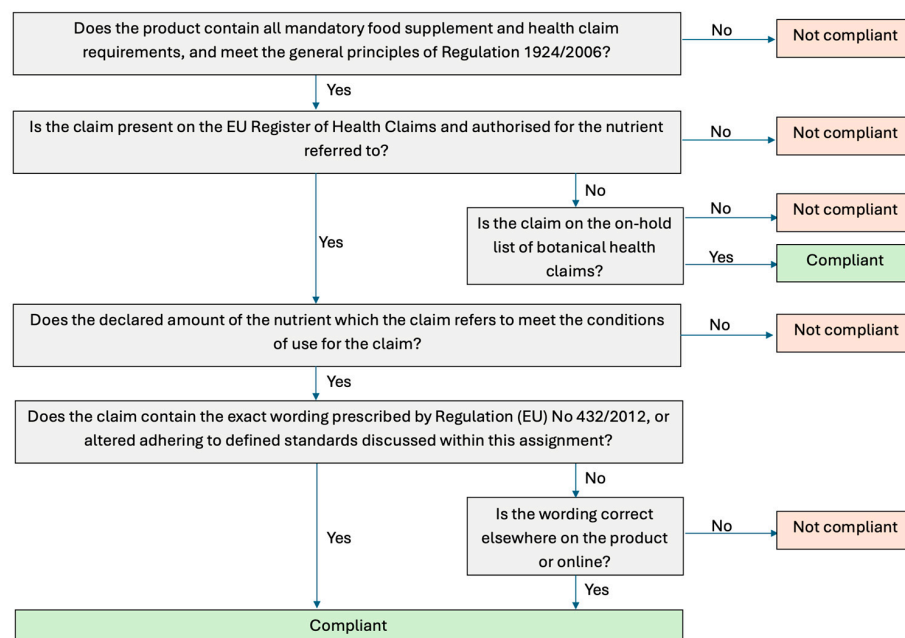 Does the product contain all mandatory food supplement and health claim
requirements, and meet the general principles of Regulation 1924/2006?
No
Not compliant
Yes
Is the claim present on the EU Register of Health Claims and authorised for the nutrient
referred to?
No
Not compliant
No
Yes
Is the claim on the on-hold
list of botanical health
claims?
No
Not compliant
Yes
Compliant
Does the declared amount of the nutrient which the claim refers to meet the conditions
of use for the claim?
No
Not compliant
Yes
Does the claim contain the exact wording prescribed by Regulation (EU) No 432/2012, or
altered adhering to defined standards discussed within this assignment?
No
Yes
Is the wording correct
elsewhere on the product
or online?
No
Not compliant
Yes
Compliant